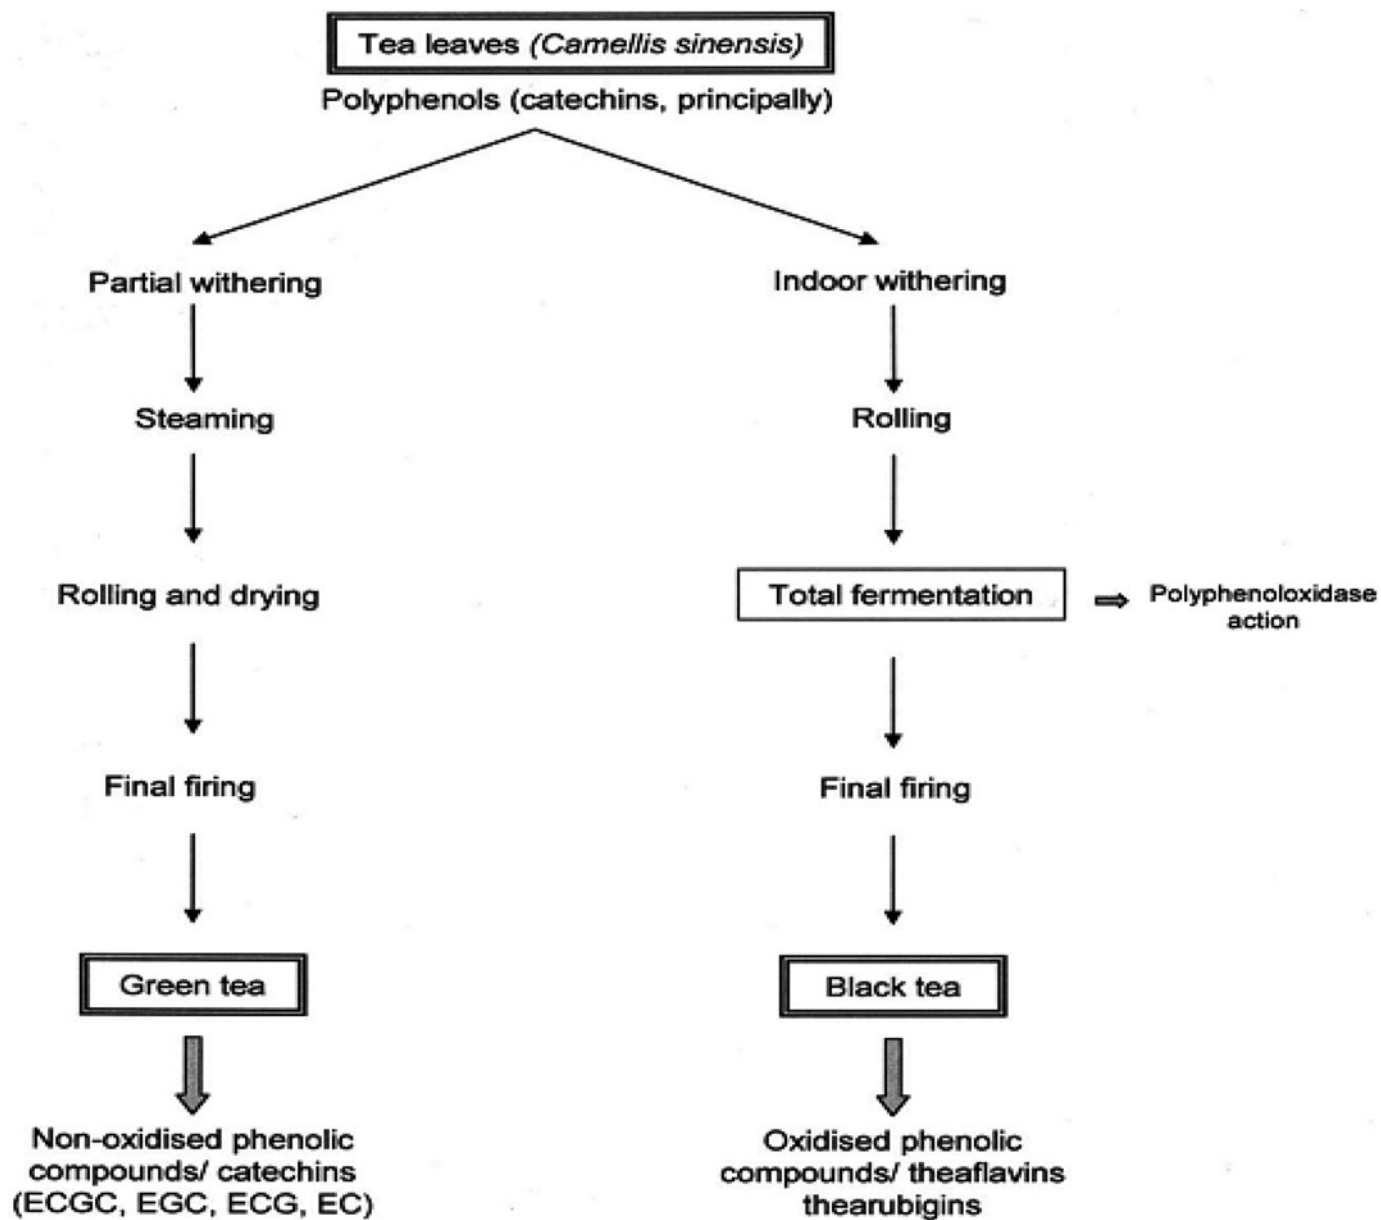 Tea leaves (Camellis sinensis)
Polyphenols (catechins, principally)
Partial withering
Indoor withering
Steaming
Rolling
Rolling and drying
Total fermentation
Polyphenoloxidase
action
Final firing
Final firing
Green tea
Black tea
Non-oxidised phenolic
compounds/ catechins
(ECGC, EGC, ECG, EC)
Oxidised phenolic
compounds/ theaflavins
thearubigins